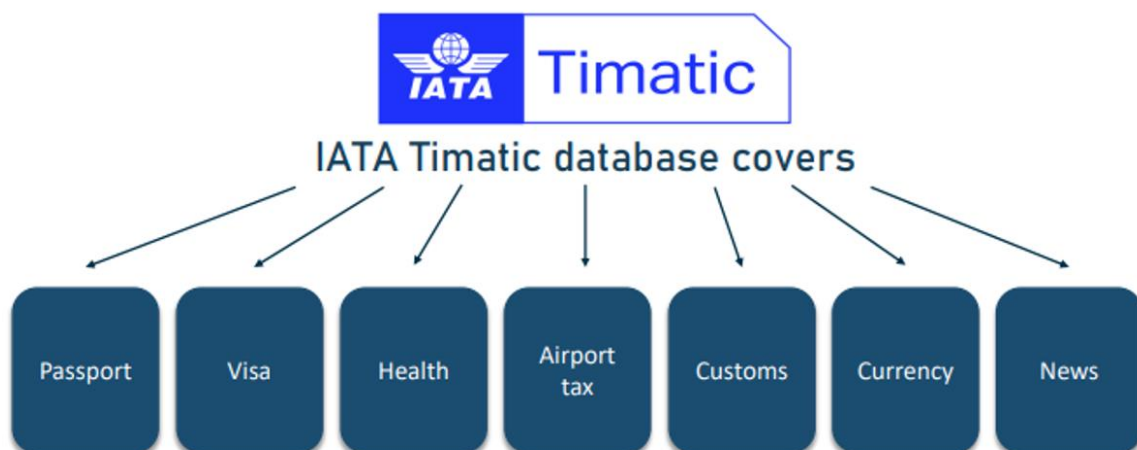 IATA
Timatic
IATA Timatic database covers
Passport
Visa
Health
Airport
tax
Customs
Currency
News